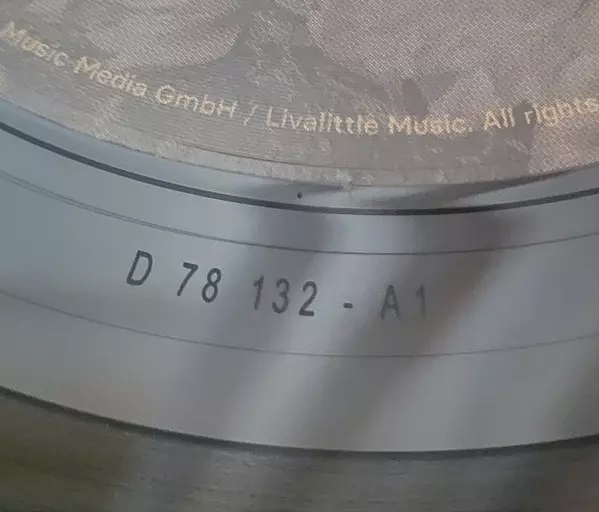 Music Media GmbH / Livalittle Music. All rights
D 78 132 - A1